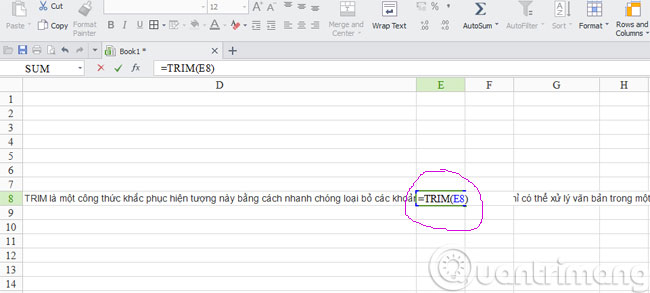 12
Paste
Copy
Format Painter
B I U
Merge and Center
Wrap Text
AutoSum
AutoFilter
Sort
Format
Rows and Columns
Book1 *
SUM
=TRIM(E8)
D E F G H
1
2
3
4
5
6
7
8 TRIM là một công thức khắc phục hiện tượng này bằng cách nhanh chóng loại bỏ các khoản =TRIM(E8) hỉ có thể xử lý văn bản trong một
9
10
11
12
13
14
Quantrimang